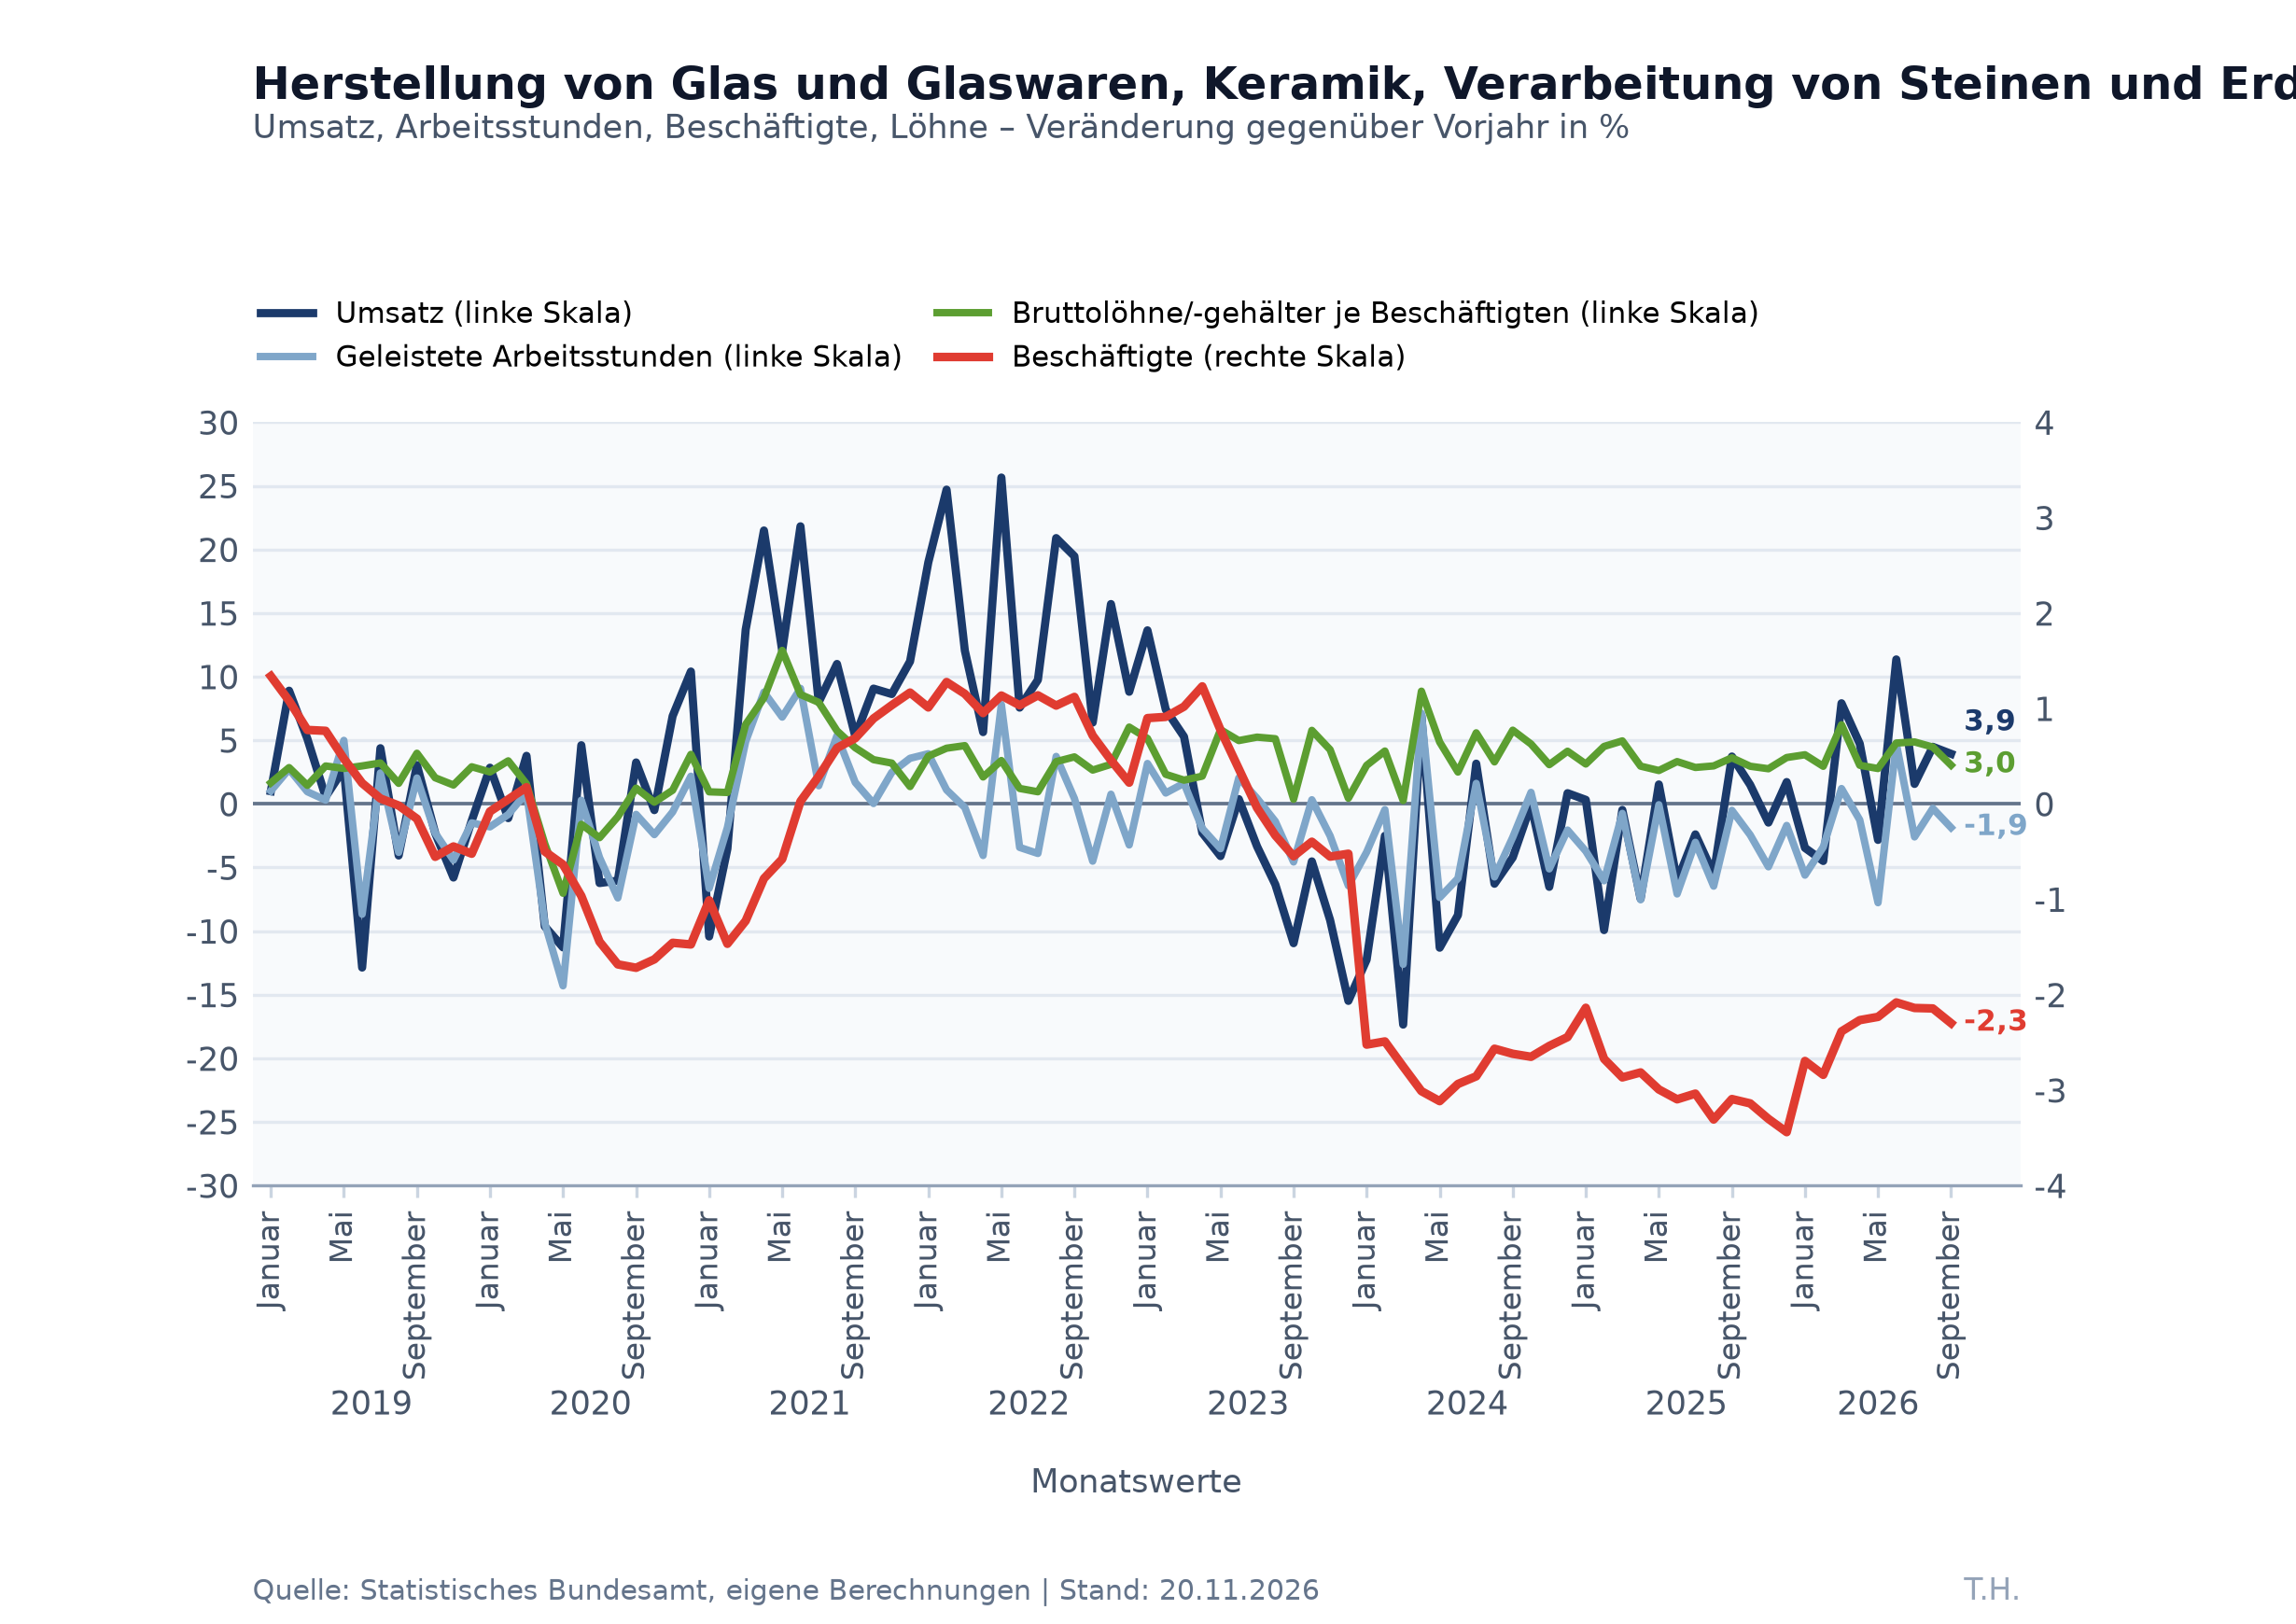 Herstellung von Glas und Glaswaren, Keramik, Verarbeitung von Steinen und Erd
Umsatz, Arbeitsstunden, Beschäftigte, Löhne – Veränderung gegenüber Vorjahr in %
Umsatz (linke Skala)
Bruttolöhne/-gehälter je Beschäftigten (linke Skala)
Geleistete Arbeitsstunden (linke Skala)
Beschäftigte (rechte Skala)
30
4
25
3
20
15
2
10
1
5
3,9
3,0
0
0
-1,9
-5
-1
-10
-15
-2
-2,3
-20
-3
-25
-30
-4
Januar
Mai
September
Januar
Mai
September
Januar
Mai
September
Januar
Mai
September
Januar
Mai
September
Januar
Mai
September
Januar
Mai
September
Januar
Mai
September
2019
2020
2021
2022
2023
2024
2025
2026
Monatswerte
Quelle: Statistisches Bundesamt, eigene Berechnungen | Stand: 20.11.2026
T.H.